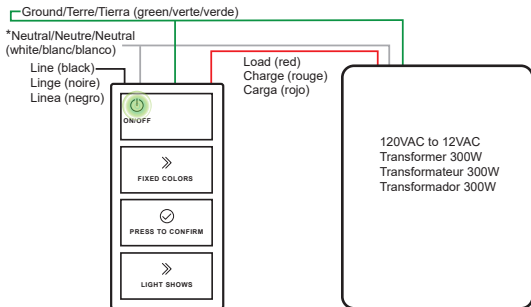 Ground/Terre/Tierra (green/verte/verde)
*Neutral/Neutre/Neutral
(white/blanc/blanco)
Line (black)
Linge (noire)
Linea (negro)
Load (red)
Charge (rouge)
Carga (rojo)
ON/OFF
FIXED COLORS
PRESS TO CONFIRM
LIGHT SHOWS
120VAC to 12VAC
Transformer 300W
Transformateur 300W
Transformador 300W